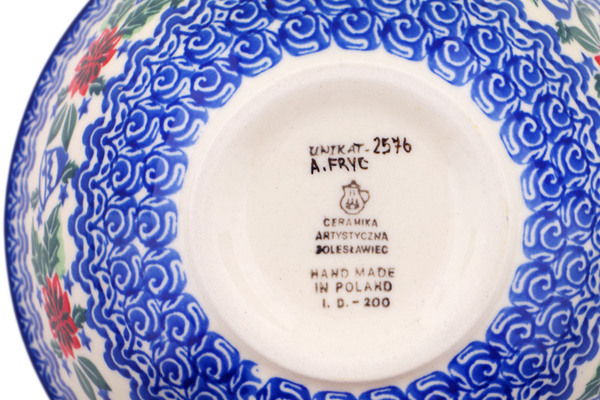 UNIKAT-2576
A.FRYC
CERAMIKA
ARTYSTYCZNA
BOLESŁAWIEC
HAND MADE
IN POLAND
I. D.-200